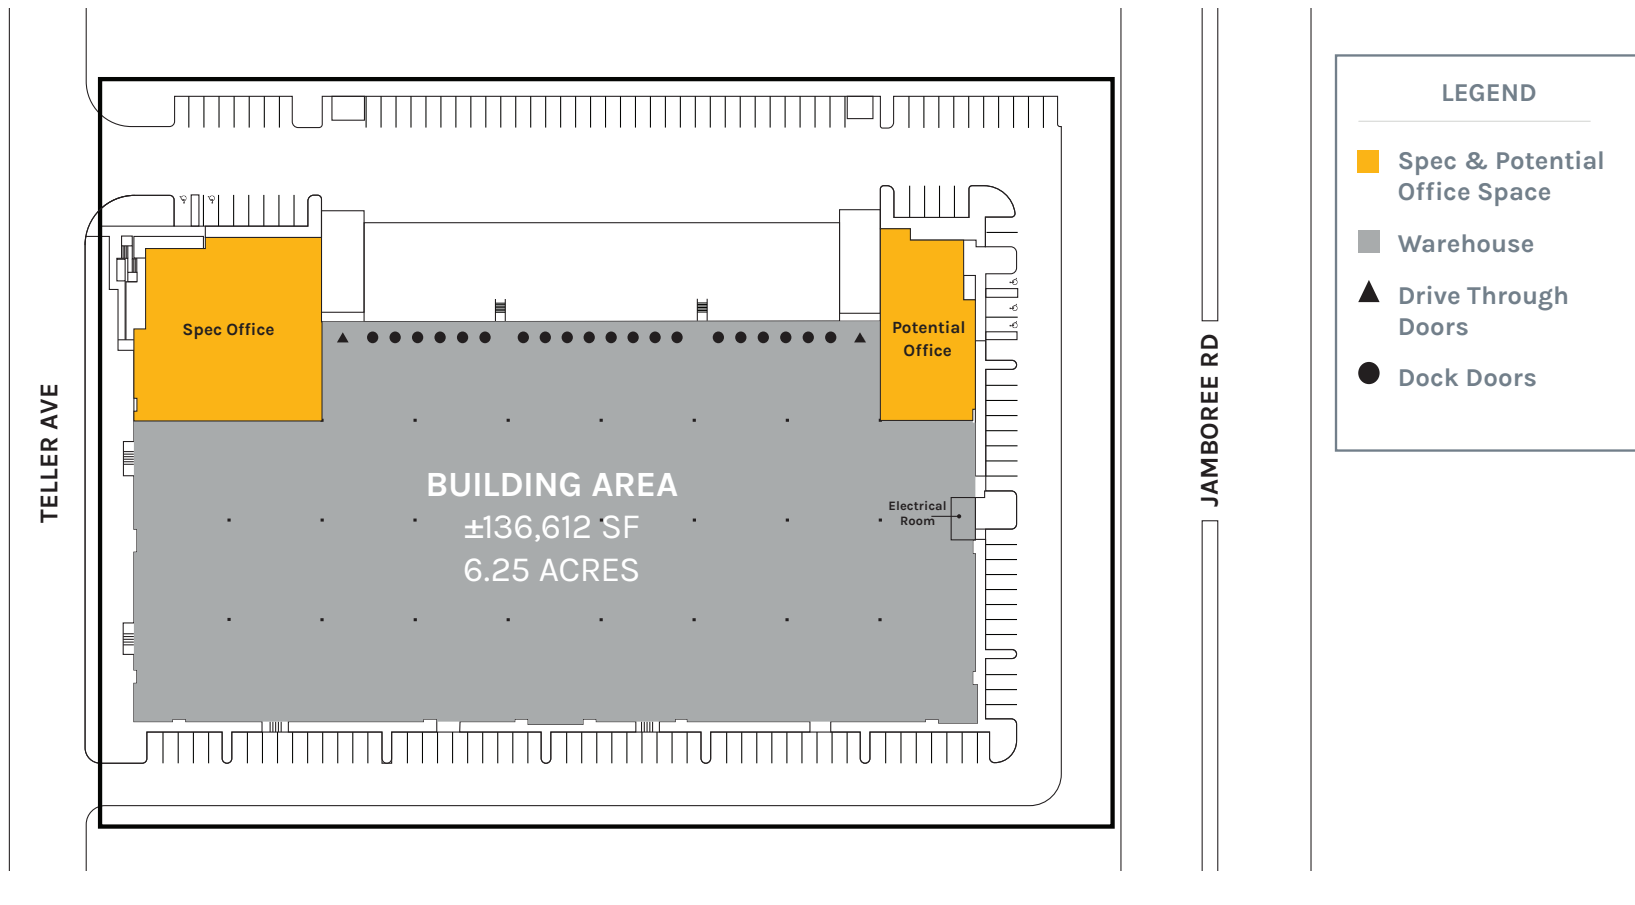 TELLER AVE
Spec Office
Potential
Office
BUILDING AREA
±136,612 SF
6.25 ACRES
Electrical
Room
JAMBOREE RD
LEGEND
Spec & Potential
Office Space
Warehouse
Drive Through
Doors
Dock Doors